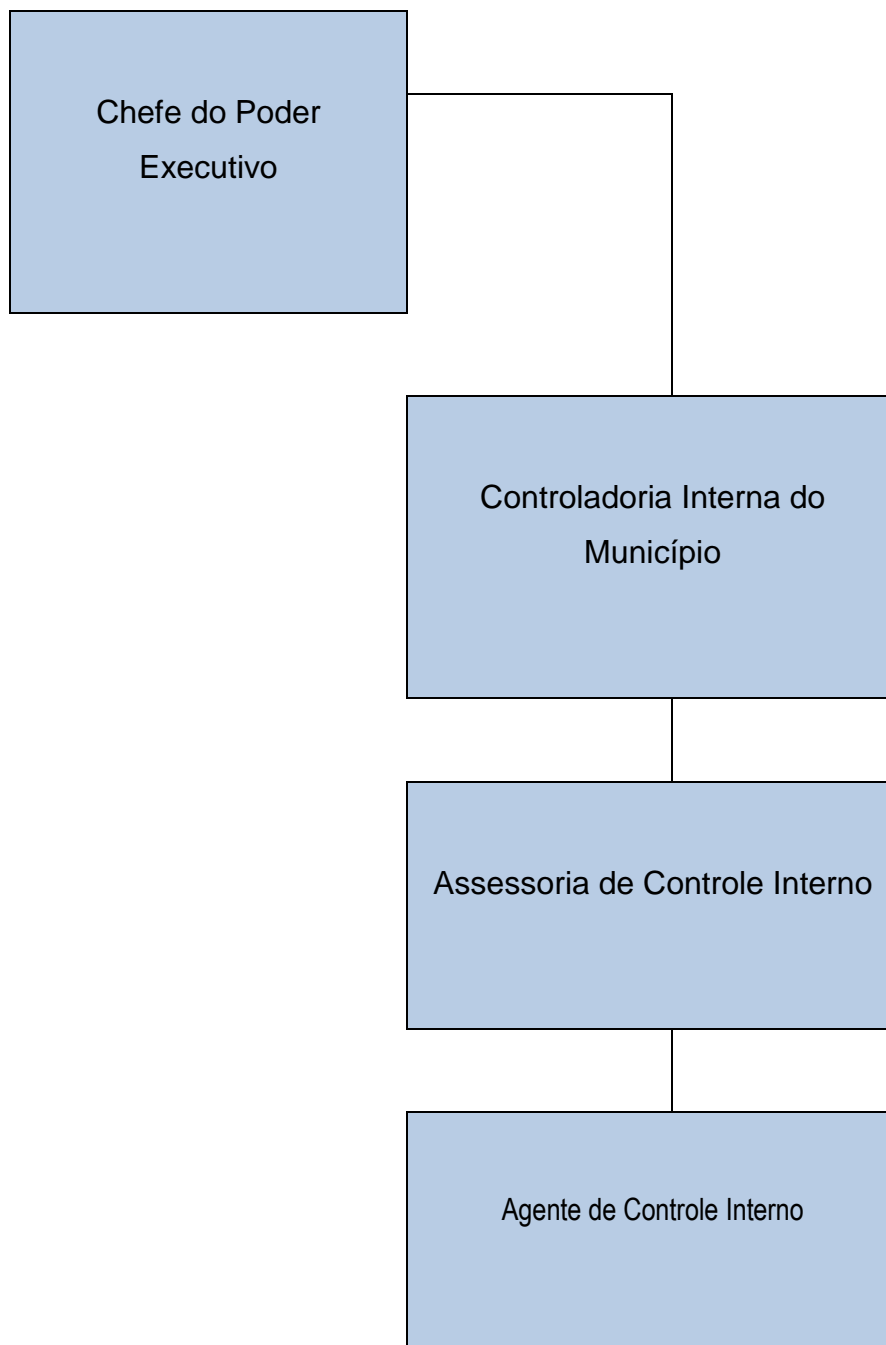 Chefe do Poder
Executivo
Controladoria Interna do
Município
Assessoria de Controle Interno
Agente de Controle Interno